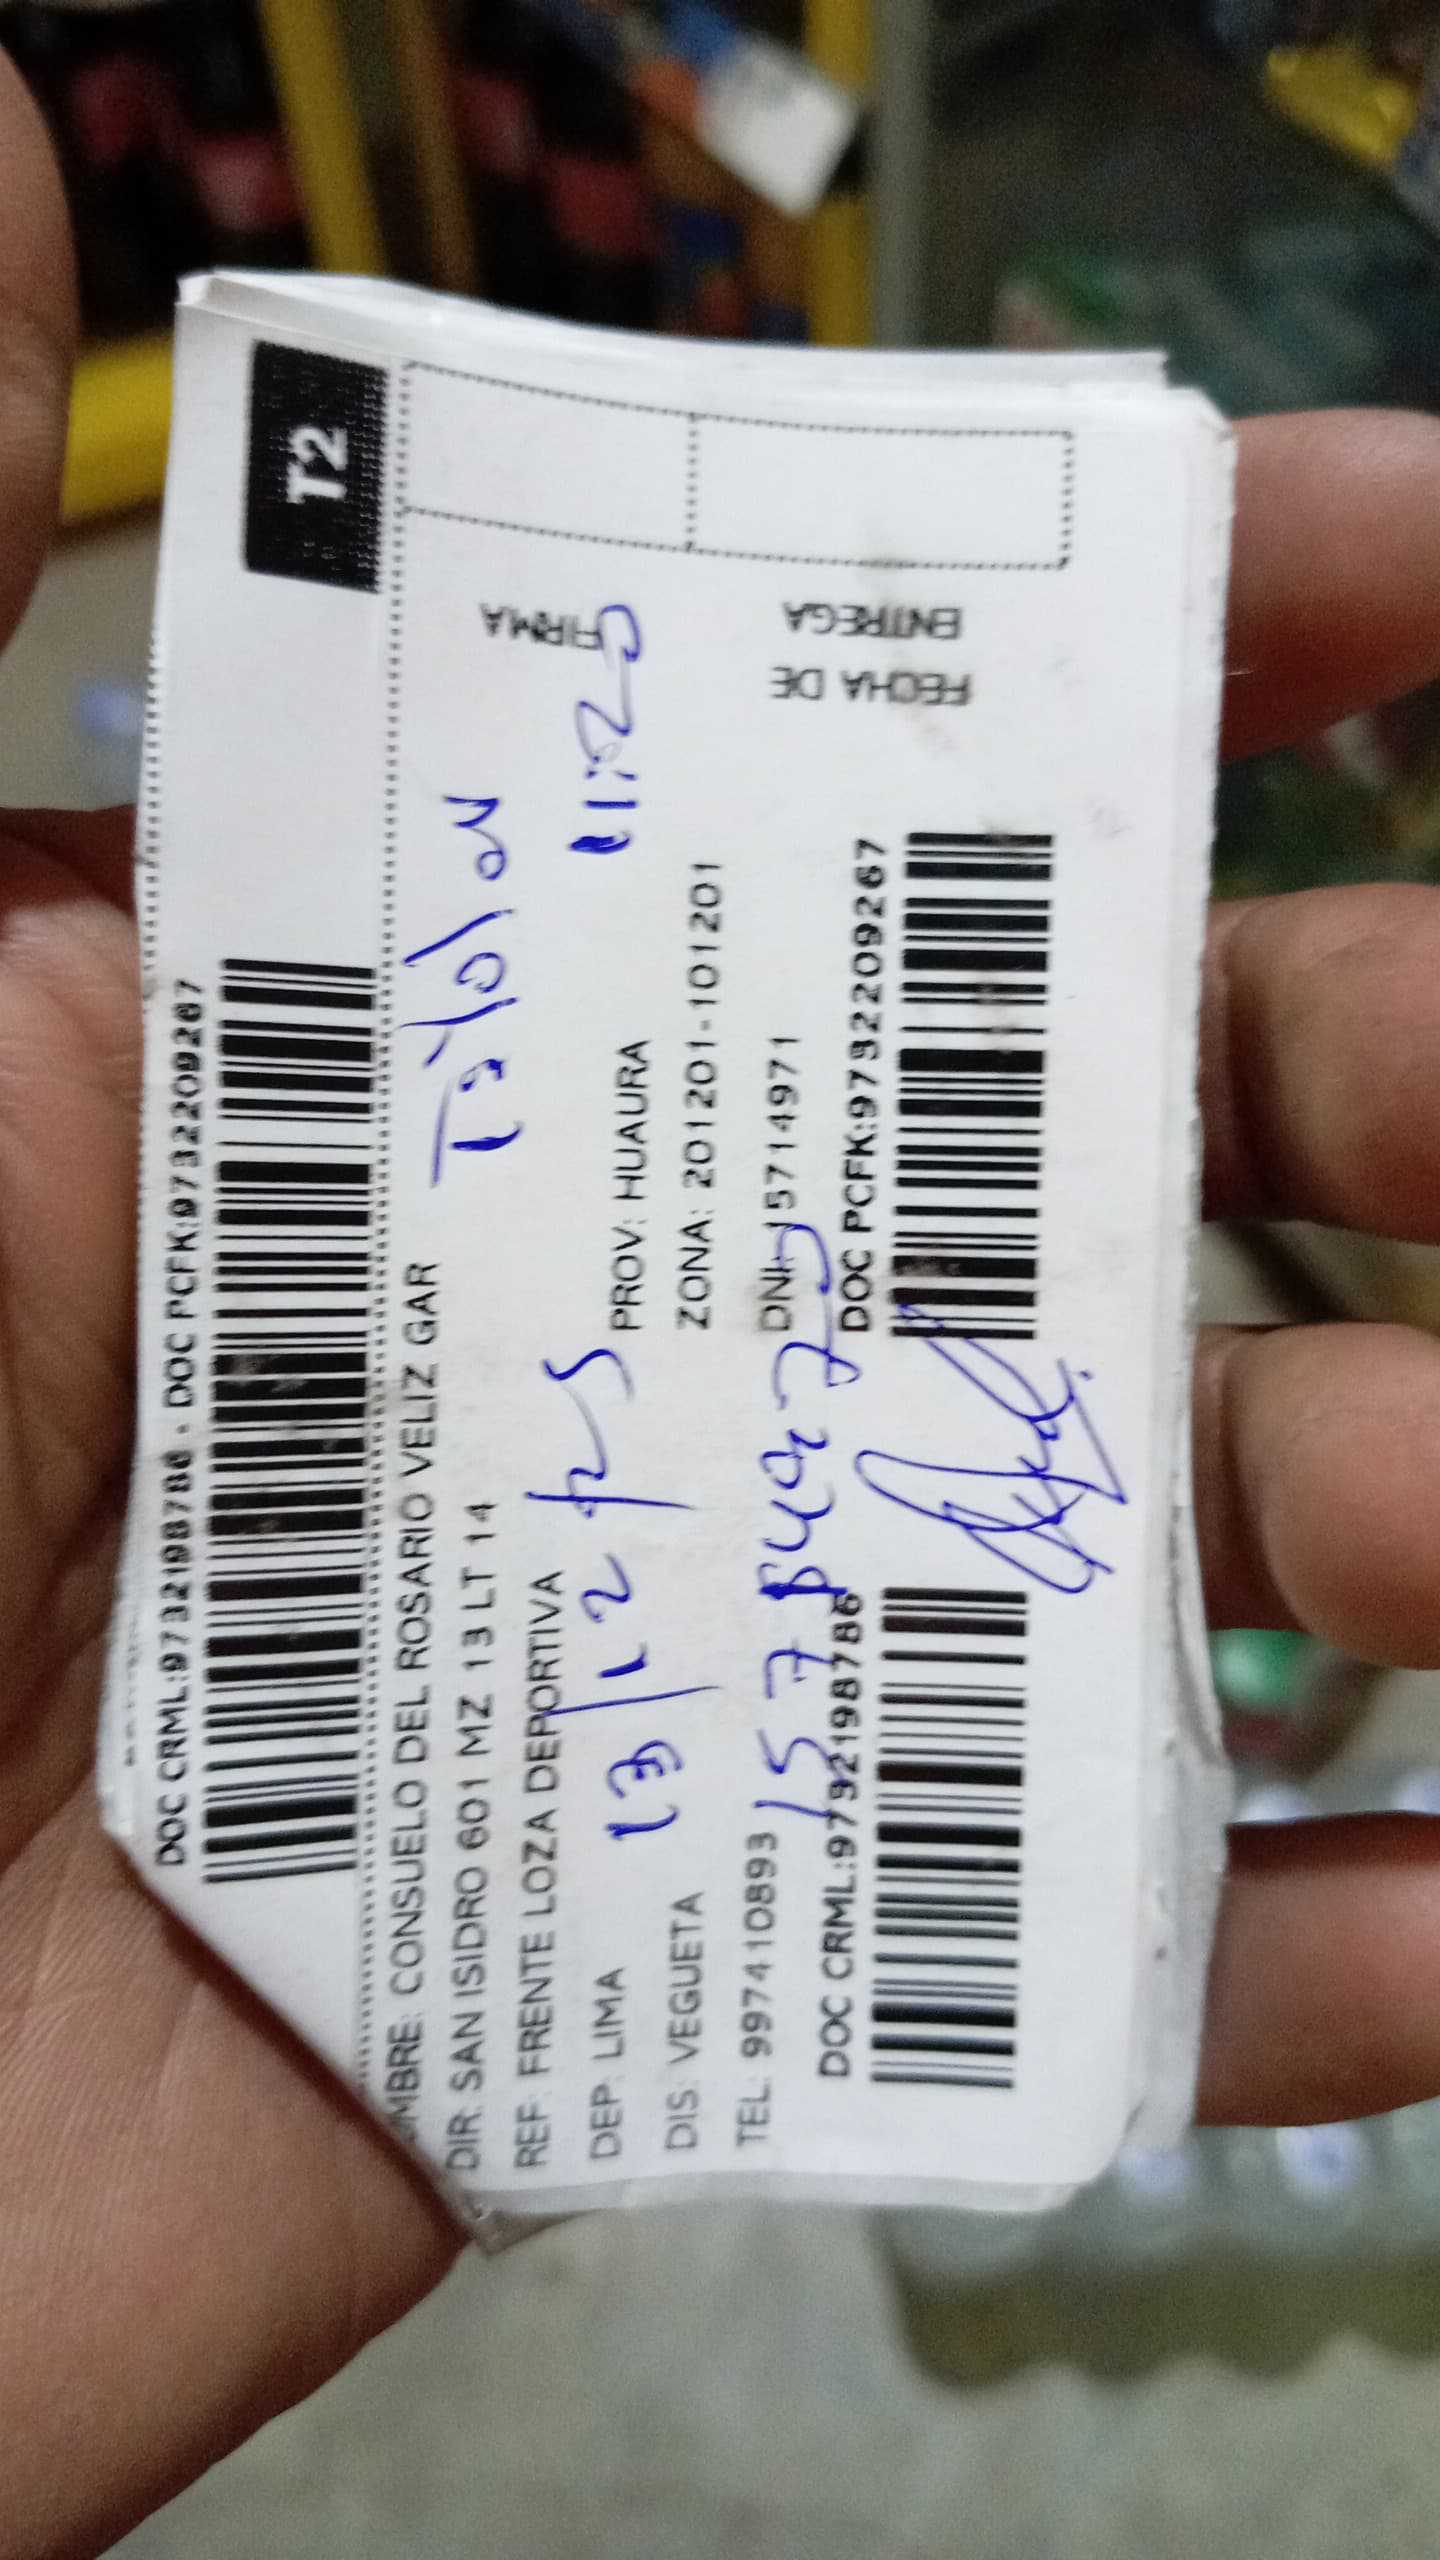 T2
DOC CRML:9732198786 - DOC PCFK:9732209267
OMBRE: CONSUELO DEL ROSARIO VELIZ GAR
DIR: SAN ISIDRO 601 MZ 13 LT 14
REF: FRENTE LOZA DEPORTIVA
DEP: LIMA
PROV: HUAURA
DIS: VEGUETA
ZONA: 201201-101201
TEL: 997410893
DNI: 15714971
DOC CRML:9732198786
DOC PCFK:9732209267
FIRMA
FECHA DE
ENTREGA
13/12/25